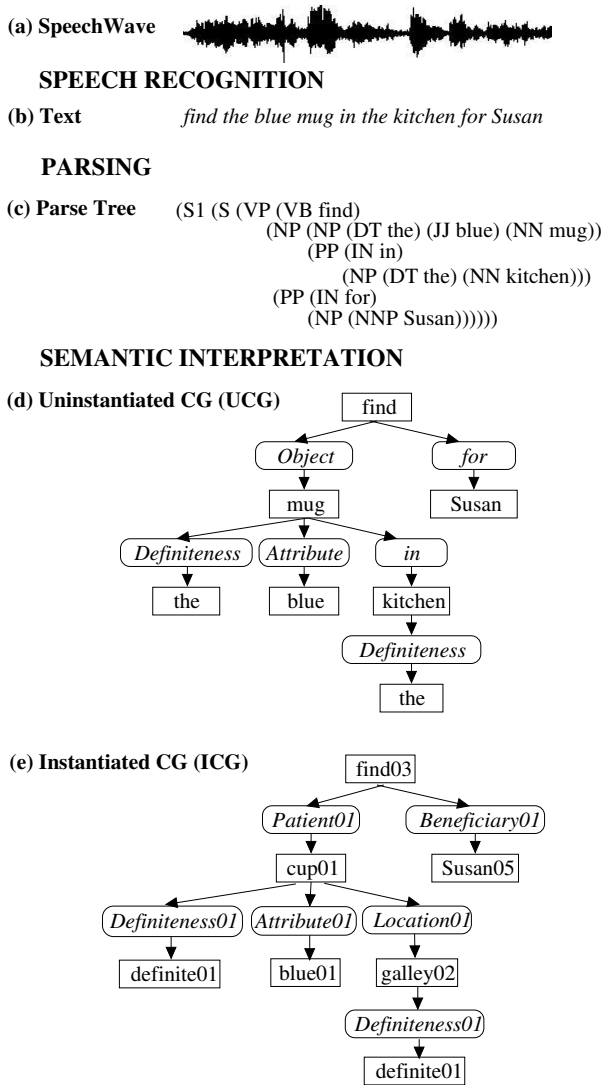 (a) SpeechWave
SPEECH RECOGNITION
(b) Text find the blue mug in the kitchen for Susan
PARSING
(c) Parse Tree (S1 (S (VP (VB find)
(NP (NP (DT the) (JJ blue) (NN mug))
(PP (IN in)
(NP (DT the) (NN kitchen)))
(PP (IN for)
(NP (NNP Susan))))))
SEMANTIC INTERPRETATION
(d) Uninstantiated CG (UCG)
find
Object for
mug Susan
Definiteness Attribute in
the blue kitchen
Definiteness
the
(e) Instantiated CG (ICG)
find03
Patient01 Beneficiary01
cup01 Susan05
Definiteness01 Attribute01 Location01
definite01 blue01 galley02
Definiteness01
definite01